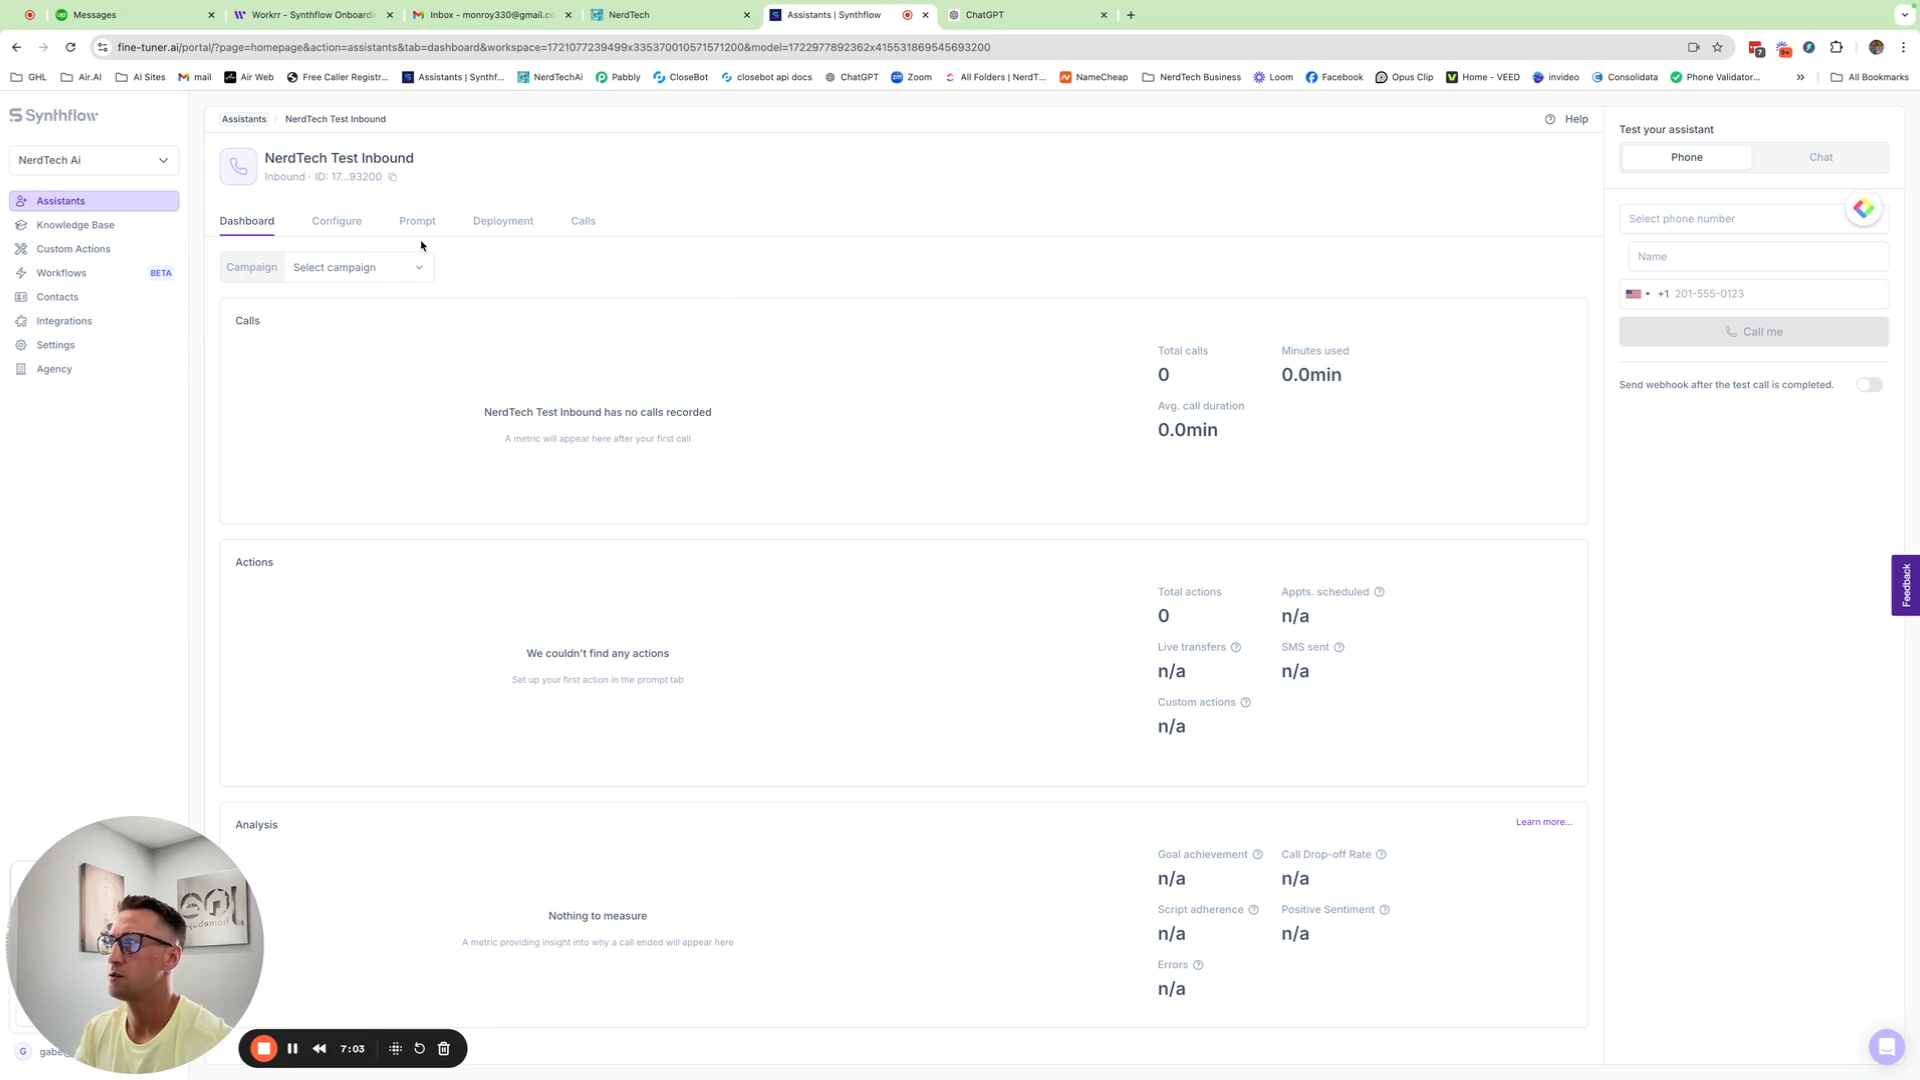 Messages
Workrr - Synthflow Onboardi
Inbox - monroy330@gmail.c
NerdTech
Assistants | Synthflow
ChatGPT
fine-tuner.ai/portal/?page=homepage&action=assistants&tab=dashboard&workspace=1721077239499x335370010571571200&model=1722977892362x415531869545693200
7
9+
GHL
Air.AI
AI Sites
mail
Air Web
Free Caller Registr...
Assistants | Synthf...
NerdTechAi
Pabbly
CloseBot
closebot api docs
ChatGPT
Zoom
All Folders | NerdT...
NameCheap
NerdTech Business
Loom
Facebook
Opus Clip
Home - VEED
invideo
Consolidata
Phone Validator...
All Bookmarks
Synthflow
NerdTech Ai
Assistants
Knowledge Base
Custom Actions
Workflows BETA
Contacts
Integrations
Settings
Agency
Assistants / NerdTech Test Inbound
Help
NerdTech Test Inbound
Inbound · ID: 17...93200
Dashboard
Configure
Prompt
Deployment
Calls
Campaign Select campaign
Calls
NerdTech Test Inbound has no calls recorded
A metric will appear here after your first call
Total calls
0
Minutes used
0.0min
Avg. call duration
0.0min
Actions
We couldn't find any actions
Set up your first action in the prompt tab
Total actions
0
Appts. scheduled
n/a
Live transfers
n/a
SMS sent
n/a
Custom actions
n/a
Analysis
Learn more...
Nothing to measure
A metric providing insight into why a call ended will appear here
Goal achievement
n/a
Call Drop-off Rate
n/a
Script adherence
n/a
Positive Sentiment
n/a
Errors
n/a
Test your assistant
Phone
Chat
Select phone number
Name
+1 201-555-0123
Call me
Send webhook after the test call is completed.
Feedback
G
7:03